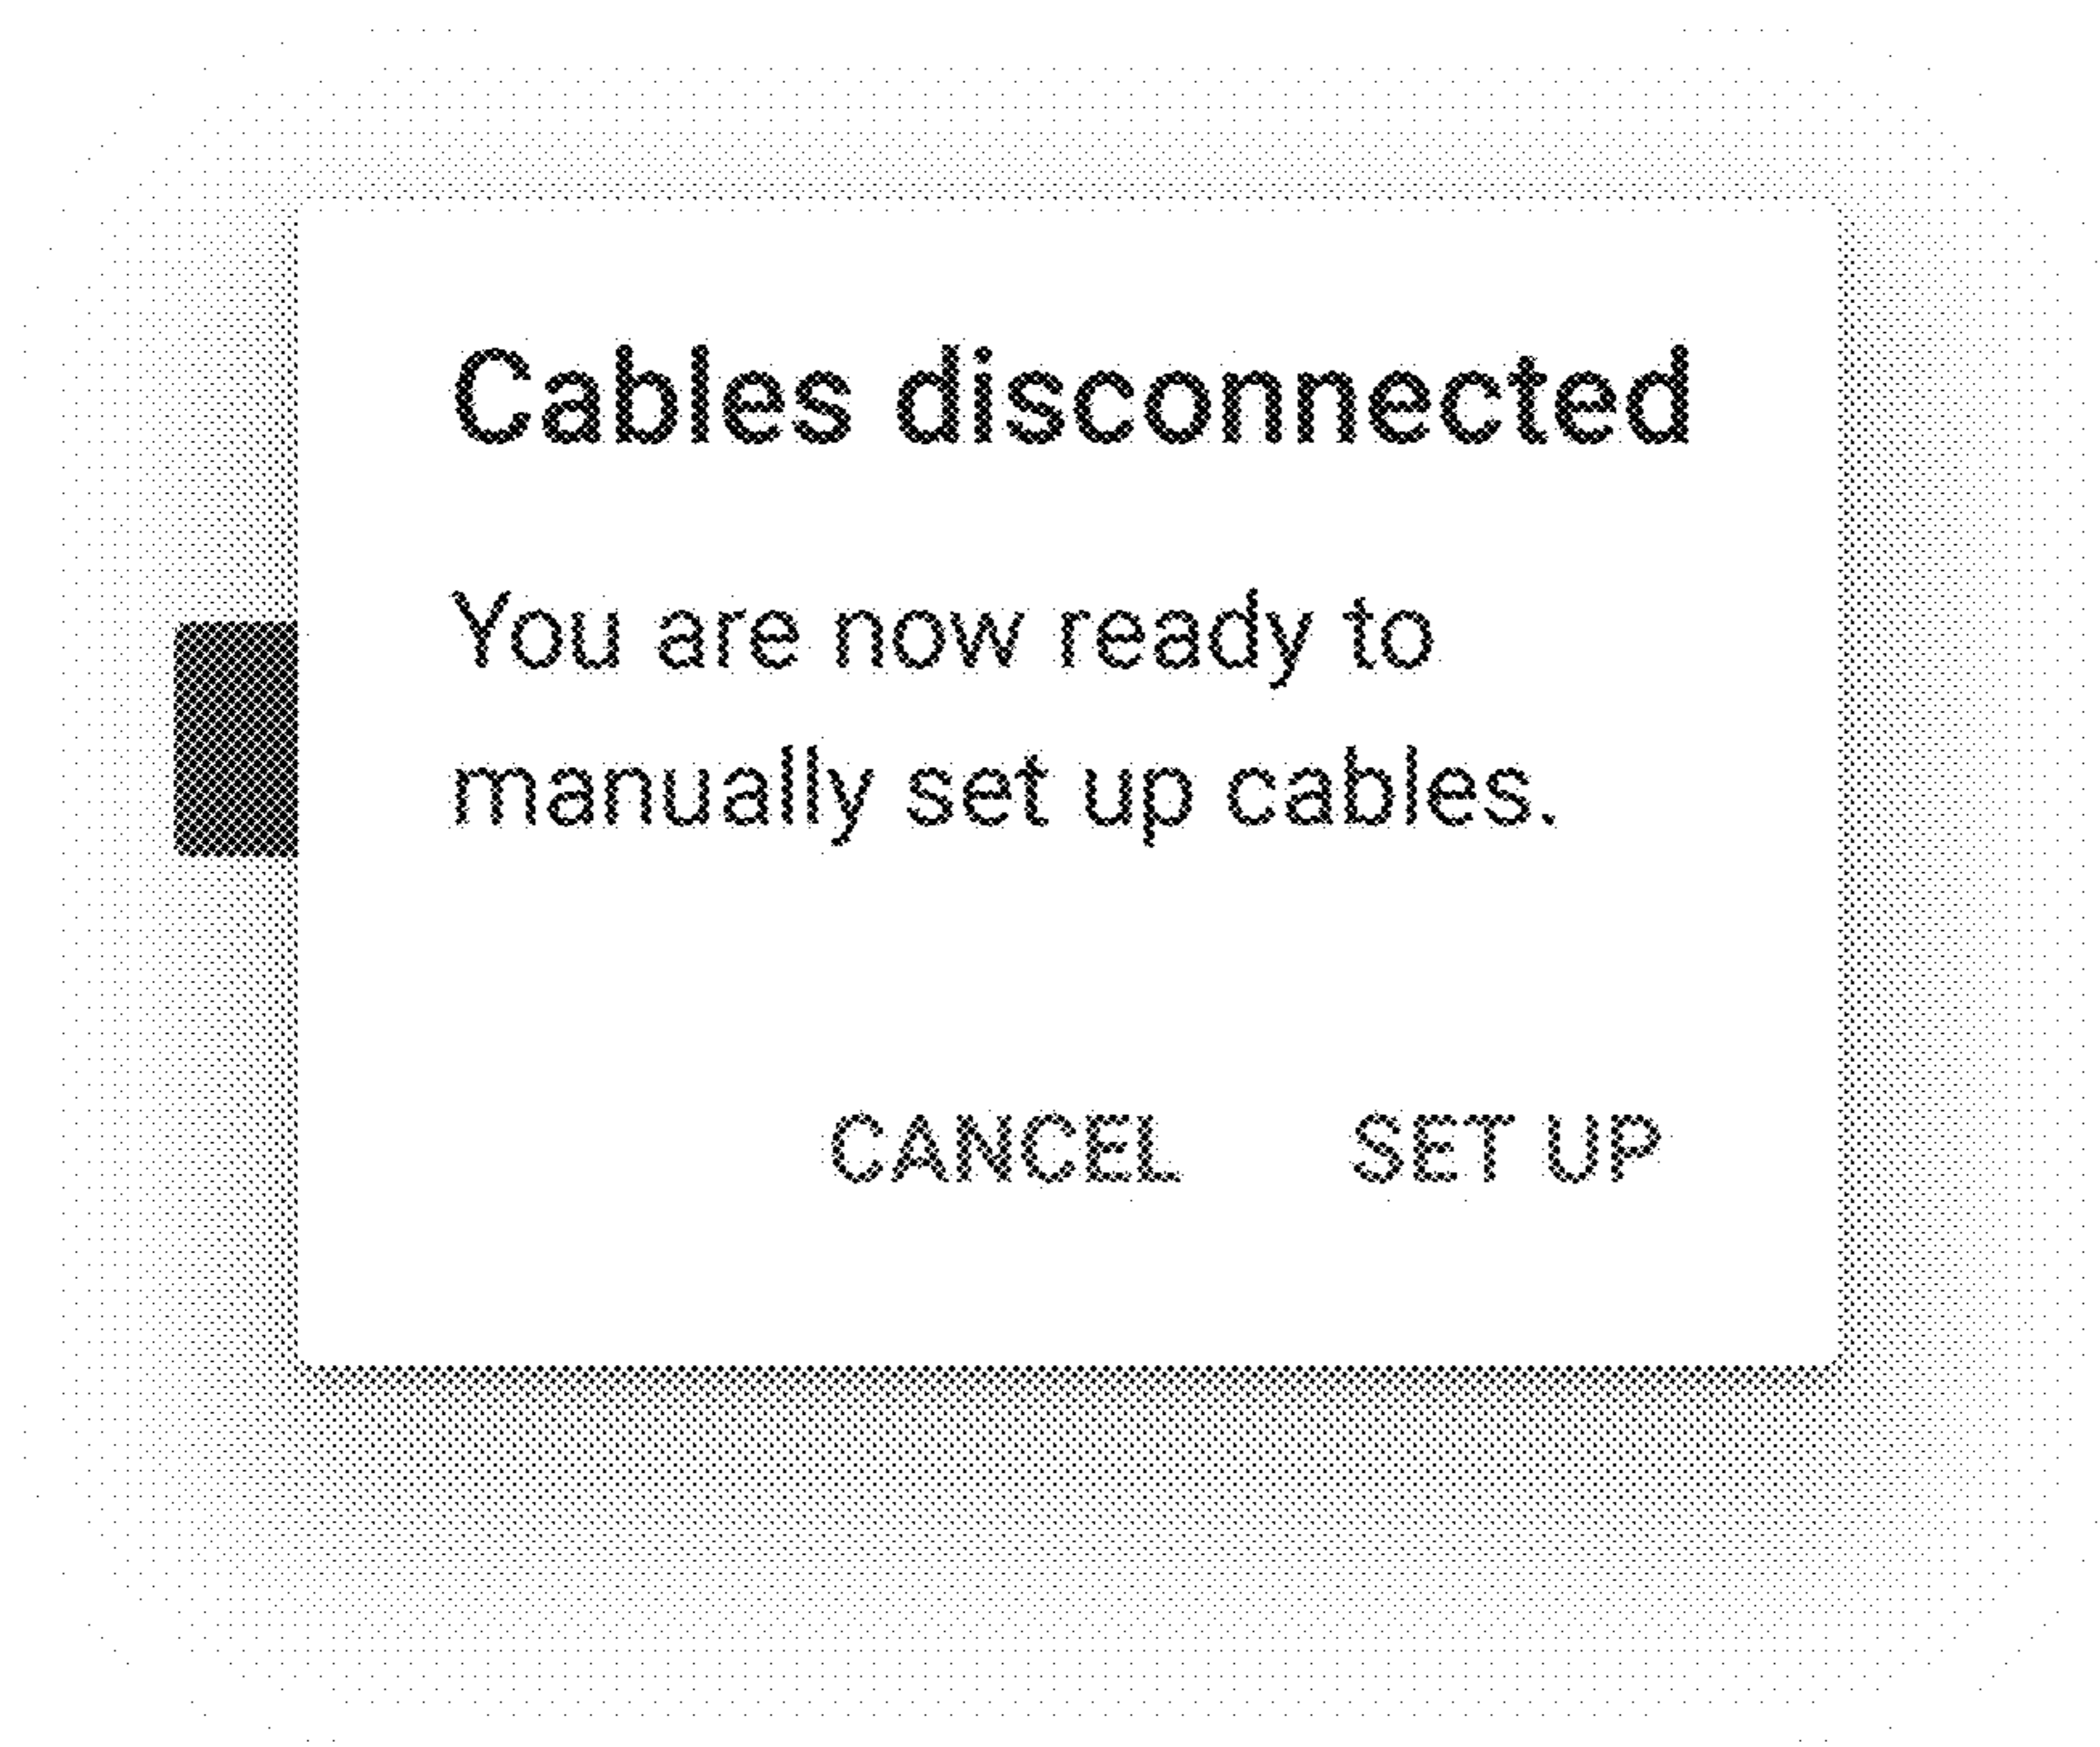 Cables disconnected
You are now ready to
manually set up cables.
CANCEL SET UP